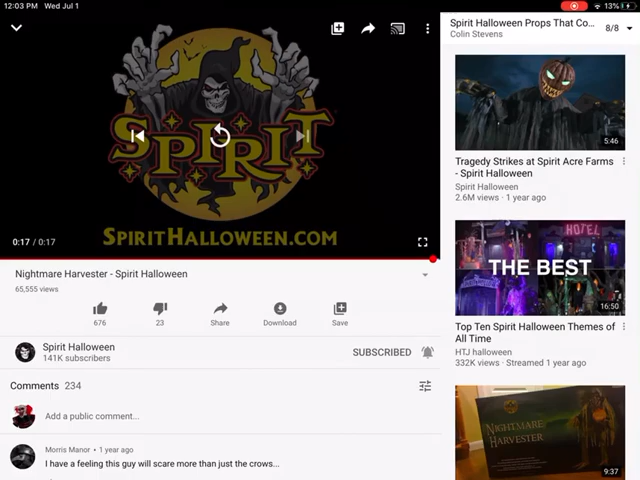 12:03 PM Wed Jul 1
13%
Spirit Halloween Props That Co...
Colin Stevens
8/8
SPIRIT
SPIRITHALLOWEEN.COM
0:17 / 0:17
Nightmare Harvester - Spirit Halloween
65,555 views
676
23
Share
Download
Save
Spirit Halloween
141K subscribers
SUBSCRIBED
Comments 234
Add a public comment...
Morris Manor • 1 year ago
I have a feeling this guy will scare more than just the crows...
5:46
Tragedy Strikes at Spirit Acre Farms
- Spirit Halloween
Spirit Halloween
2.6M views · 1 year ago
HOTEL
THE BEST
16:50
Top Ten Spirit Halloween Themes of
All Time
HTJ halloween
332K views · Streamed 1 year ago
NIGHTMARE
HARVESTER
9:37